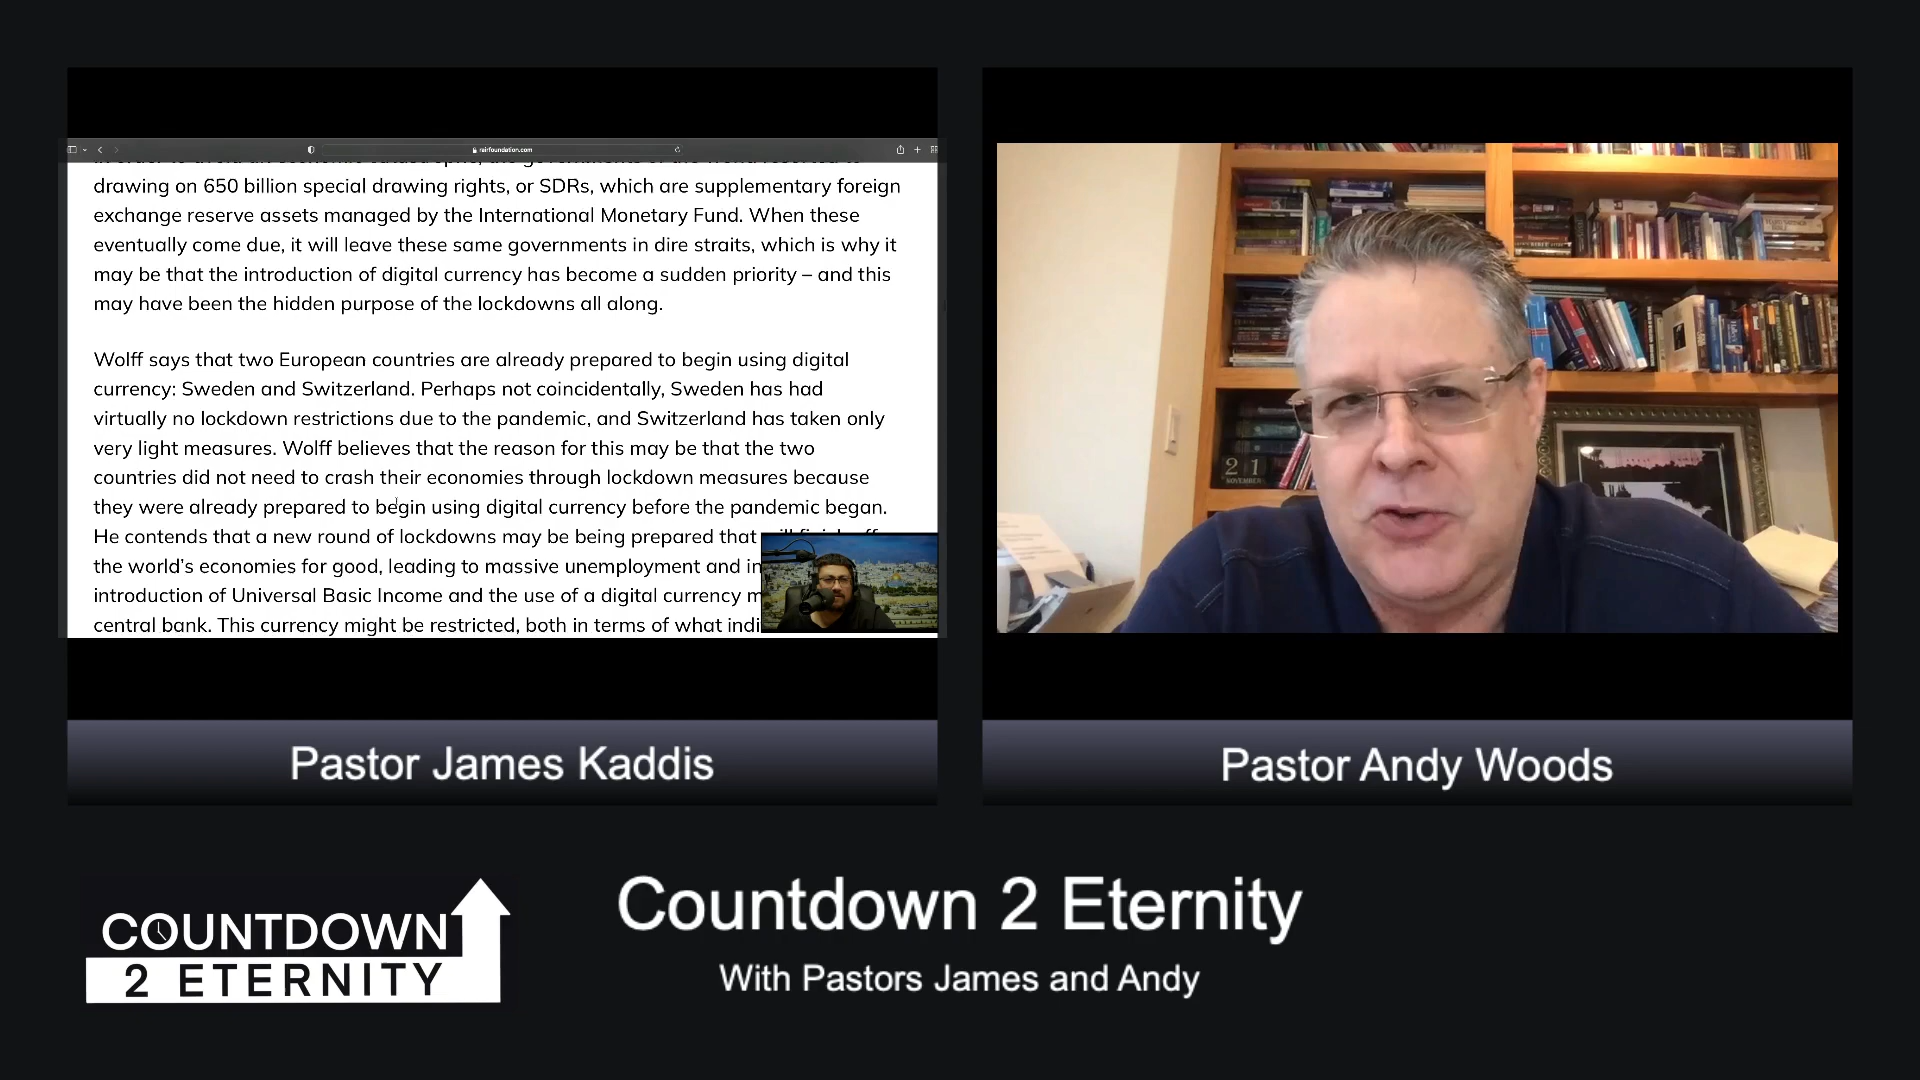 rairfoundation.com
drawing on 650 billion special drawing rights, or SDRs, which are supplementary foreign
exchange reserve assets managed by the International Monetary Fund. When these
eventually come due, it will leave these same governments in dire straits, which is why it
may be that the introduction of digital currency has become a sudden priority – and this
may have been the hidden purpose of the lockdowns all along.
Wolff says that two European countries are already prepared to begin using digital
currency: Sweden and Switzerland. Perhaps not coincidentally, Sweden has had
virtually no lockdown restrictions due to the pandemic, and Switzerland has taken only
very light measures. Wolff believes that the reason for this may be that the two
countries did not need to crash their economies through lockdown measures because
they were already prepared to begin using digital currency before the pandemic began.
He contends that a new round of lockdowns may be being prepared that
the world's economies for good, leading to massive unemployment and in
introduction of Universal Basic Income and the use of a digital currency m
central bank. This currency might be restricted, both in terms of what indi
21
NOVEMBER
Pastor James Kaddis
Pastor Andy Woods
COUNTDOWN
2 ETERNITY
Countdown 2 Eternity
With Pastors James and Andy